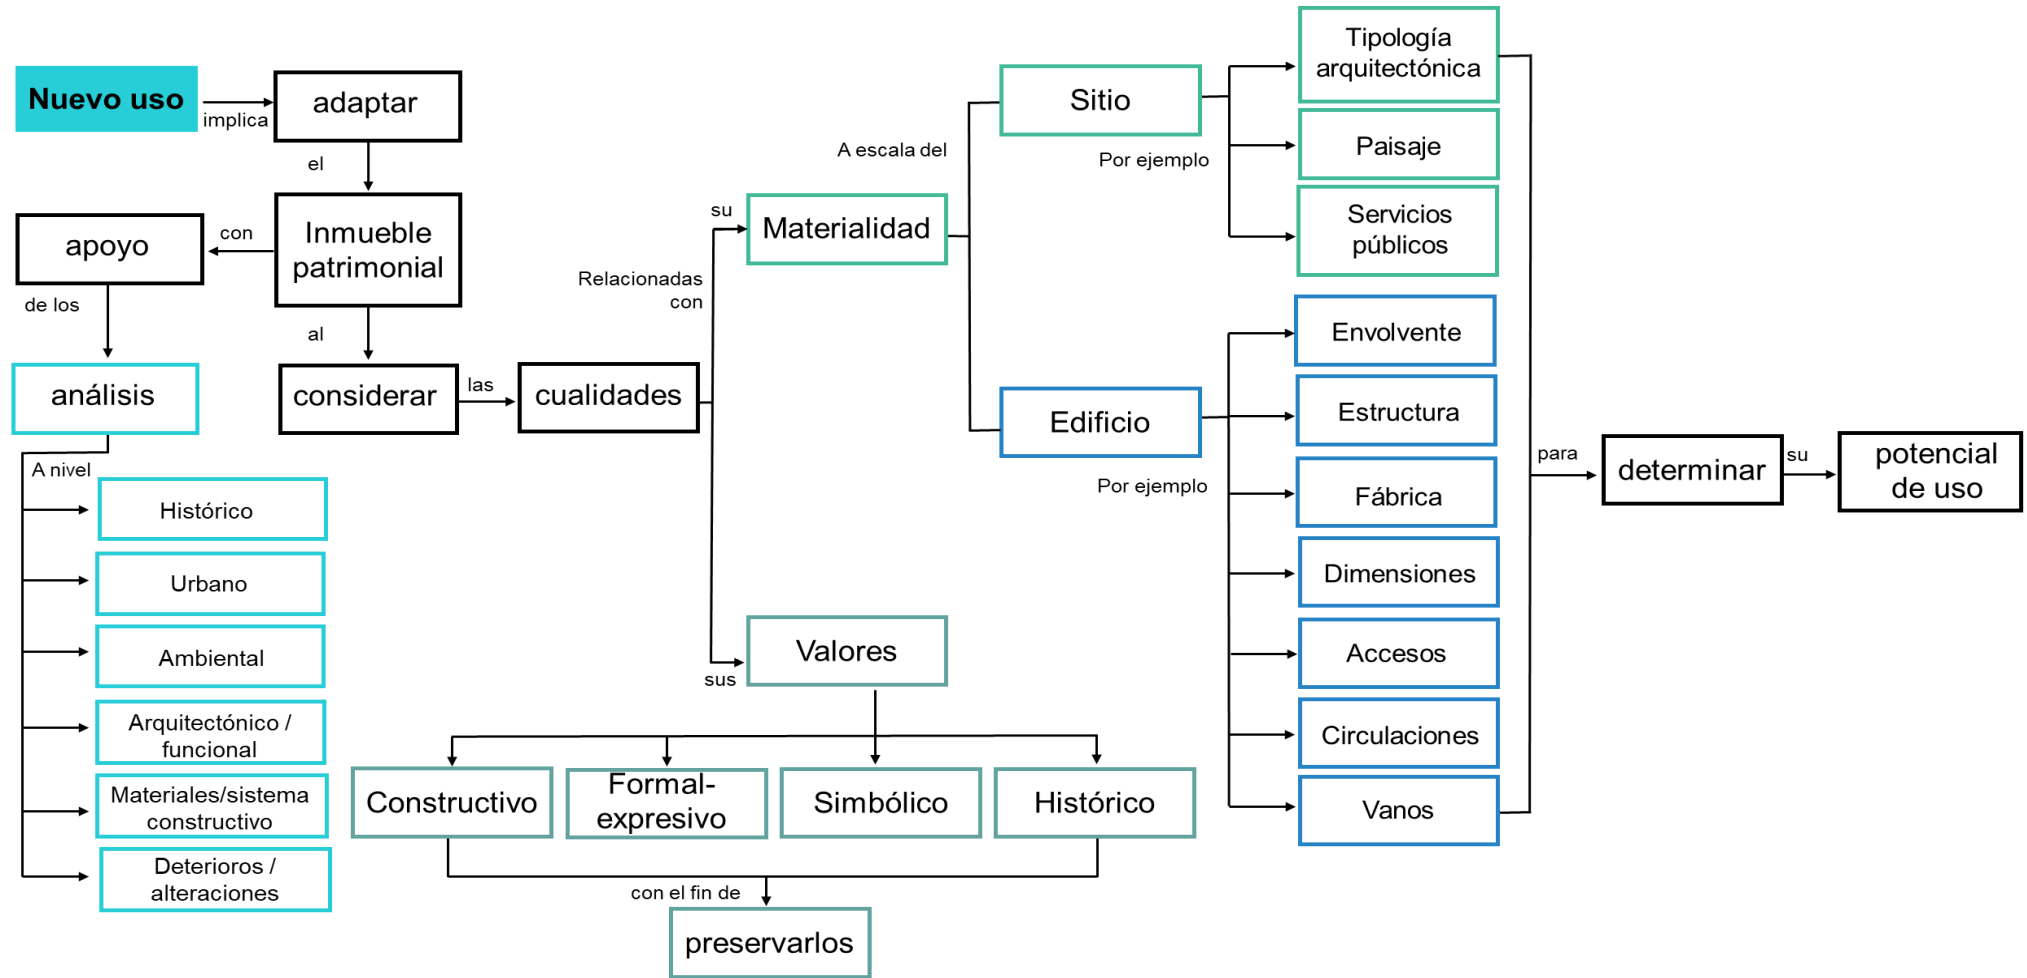 Nuevo uso
implica
adaptar
el
Inmueble
patrimonial
con
apoyo
de los
análisis
A nivel
Histórico
Urbano
Ambiental
Arquitectónico /
funcional
Materiales/sistema
constructivo
Deterioros /
alteraciones
al
considerar
las
cualidades
Relacionadas
con
su
Materialidad
A escala del
Sitio
Por ejemplo
Tipología
arquitectónica
Paisaje
Servicios
públicos
Edificio
Por ejemplo
Envolvente
Estructura
Fábrica
Dimensiones
Accesos
Circulaciones
Vanos
para
determinar
su
potencial
de uso
sus
Valores
Constructivo
Formal-
expresivo
Simbólico
Histórico
con el fin de
preservarlos